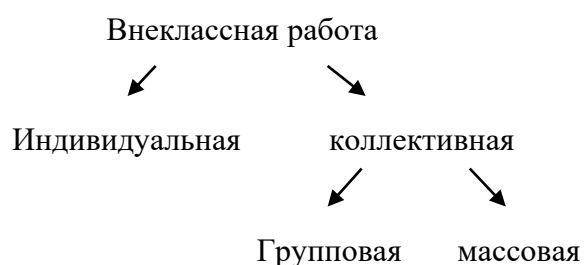 Внеклассная работа
Индивидуальная коллективная
Групповая массовая